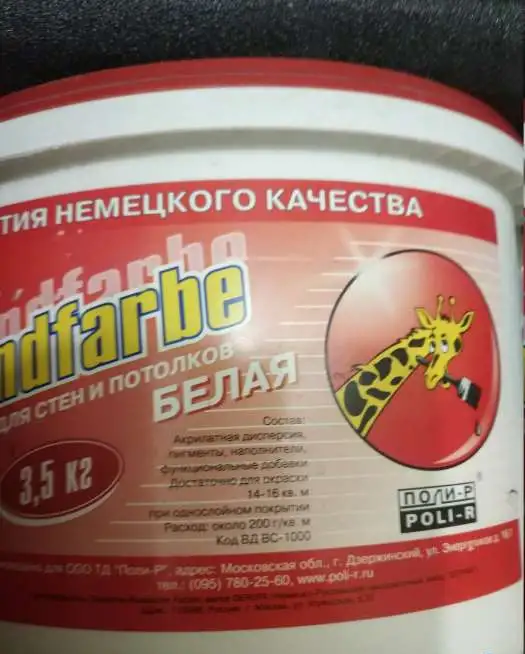 ТИЯ НЕМЕЦКОГО КАЧЕСТВА
ndfarbe
ndfarbe
ДЛЯ СТЕН И ПОТОЛКОВ
БЕЛАЯ
3,5 кг
Состав:
Акрилатная дисперсия,
пигменты, наполнители,
функциональные добавки
Достаточно для окраски
14-16 кв. м
при однослойном покрытии
Расход: около 200 г/кв. м
Код ВД ВС-1000
ПОЛИ-Р®
POLI-R
для ООО ТД "Поли-Р", адрес: Московская обл., г. Дзержинский, ул. Энергетиков д.
тел.: (095) 780-25-60, www.poli-r.ru